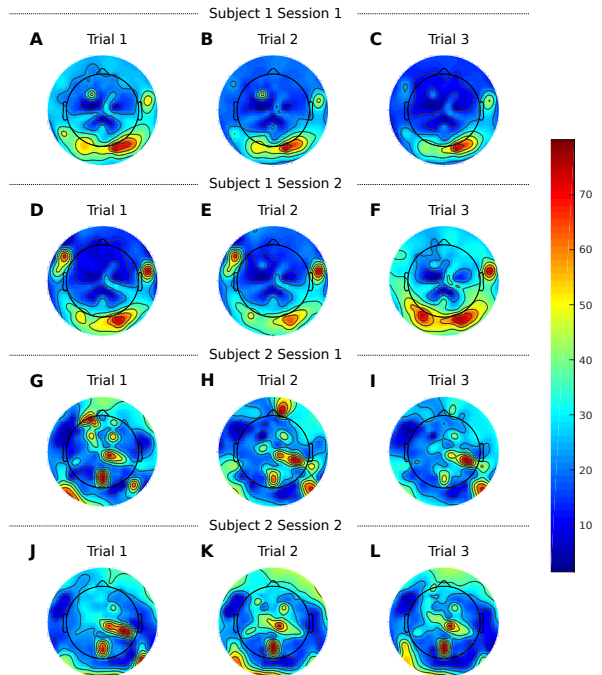 Subject 1 Session 1
A Trial 1 B Trial 2 C Trial 3
Subject 1 Session 2
D Trial 1 E Trial 2 F Trial 3
70
60
50
40
30
20
10
Subject 2 Session 1
G Trial 1 H Trial 2 I Trial 3
Subject 2 Session 2
J Trial 1 K Trial 2 L Trial 3